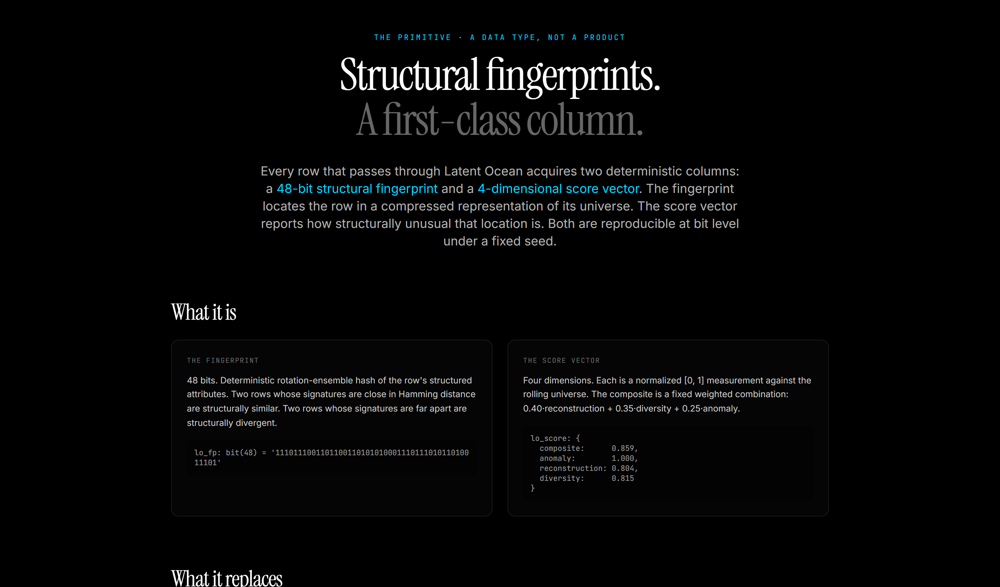 THE PRIMITIVE · A DATA TYPE, NOT A PRODUCT
Structural fingerprints.
A first-class column.
Every row that passes through Latent Ocean acquires two deterministic columns:
a 48-bit structural fingerprint and a 4-dimensional score vector. The fingerprint
locates the row in a compressed representation of its universe. The score vector
reports how structurally unusual that location is. Both are reproducible at bit level
under a fixed seed.
What it is
THE FINGERPRINT
48 bits. Deterministic rotation-ensemble hash of the row's structured
attributes. Two rows whose signatures are close in Hamming distance
are structurally similar. Two rows whose signatures are far apart are
structurally divergent.
lo_fp: bit(48) = '1110111001101100110101010001110111010110100
11101'
THE SCORE VECTOR
Four dimensions. Each is a normalized [0, 1] measurement against the
rolling universe. The composite is a fixed weighted combination:
0.40·reconstruction + 0.35·diversity + 0.25·anomaly.
lo_score: {
composite: 0.859,
anomaly: 1.000,
reconstruction: 0.804,
diversity: 0.815
}
What it replaces